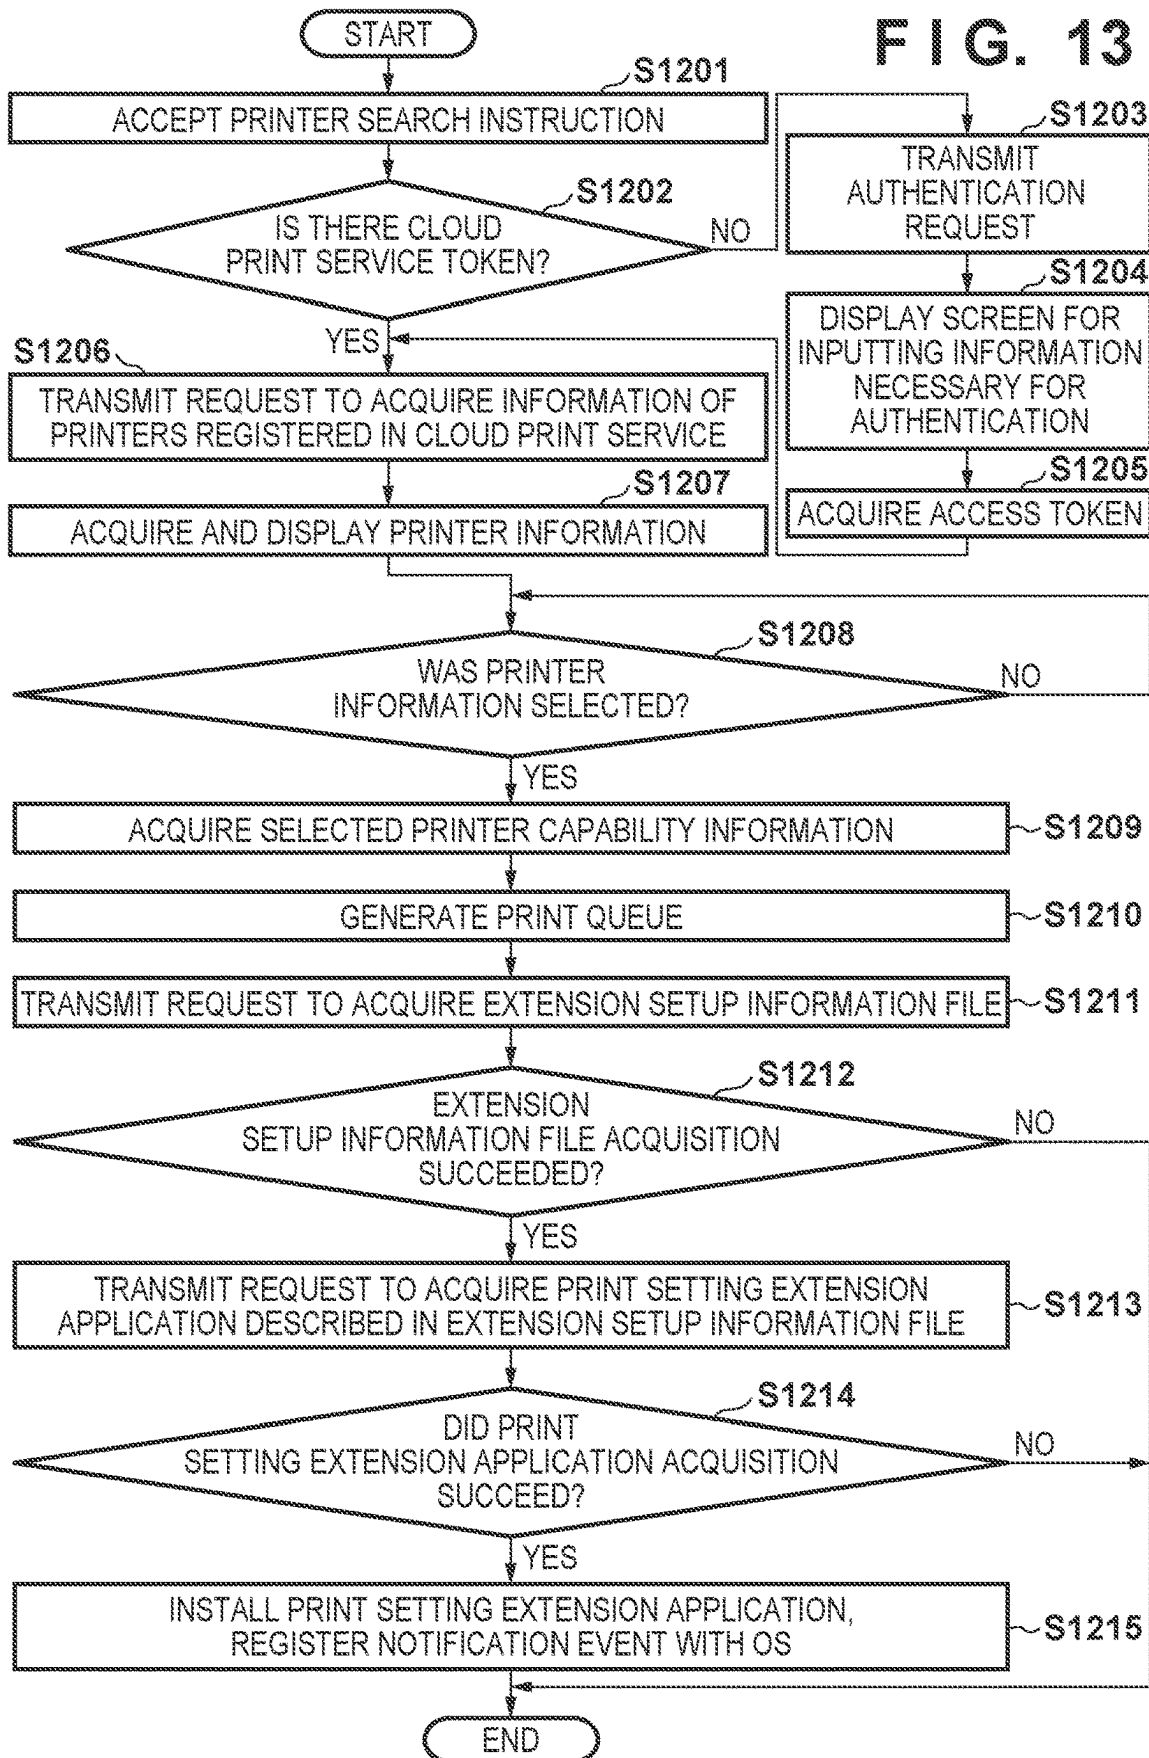 FIG. 13
START
S1201
ACCEPT PRINTER SEARCH INSTRUCTION
S1202
IS THERE CLOUD
PRINT SERVICE TOKEN?
NO
YES
S1203
TRANSMIT
AUTHENTICATION
REQUEST
S1204
DISPLAY SCREEN FOR
INPUTTING INFORMATION
NECESSARY FOR
AUTHENTICATION
S1205
ACQUIRE ACCESS TOKEN
S1206
TRANSMIT REQUEST TO ACQUIRE INFORMATION OF
PRINTERS REGISTERED IN CLOUD PRINT SERVICE
S1207
ACQUIRE AND DISPLAY PRINTER INFORMATION
S1208
WAS PRINTER
INFORMATION SELECTED?
NO
YES
ACQUIRE SELECTED PRINTER CAPABILITY INFORMATION
S1209
GENERATE PRINT QUEUE
S1210
TRANSMIT REQUEST TO ACQUIRE EXTENSION SETUP INFORMATION FILE
S1211
S1212
EXTENSION
SETUP INFORMATION FILE ACQUISITION
SUCCEEDED?
NO
YES
TRANSMIT REQUEST TO ACQUIRE PRINT SETTING EXTENSION
APPLICATION DESCRIBED IN EXTENSION SETUP INFORMATION FILE
S1213
S1214
DID PRINT
SETTING EXTENSION APPLICATION ACQUISITION
SUCCEED?
NO
YES
INSTALL PRINT SETTING EXTENSION APPLICATION,
REGISTER NOTIFICATION EVENT WITH OS
S1215
END